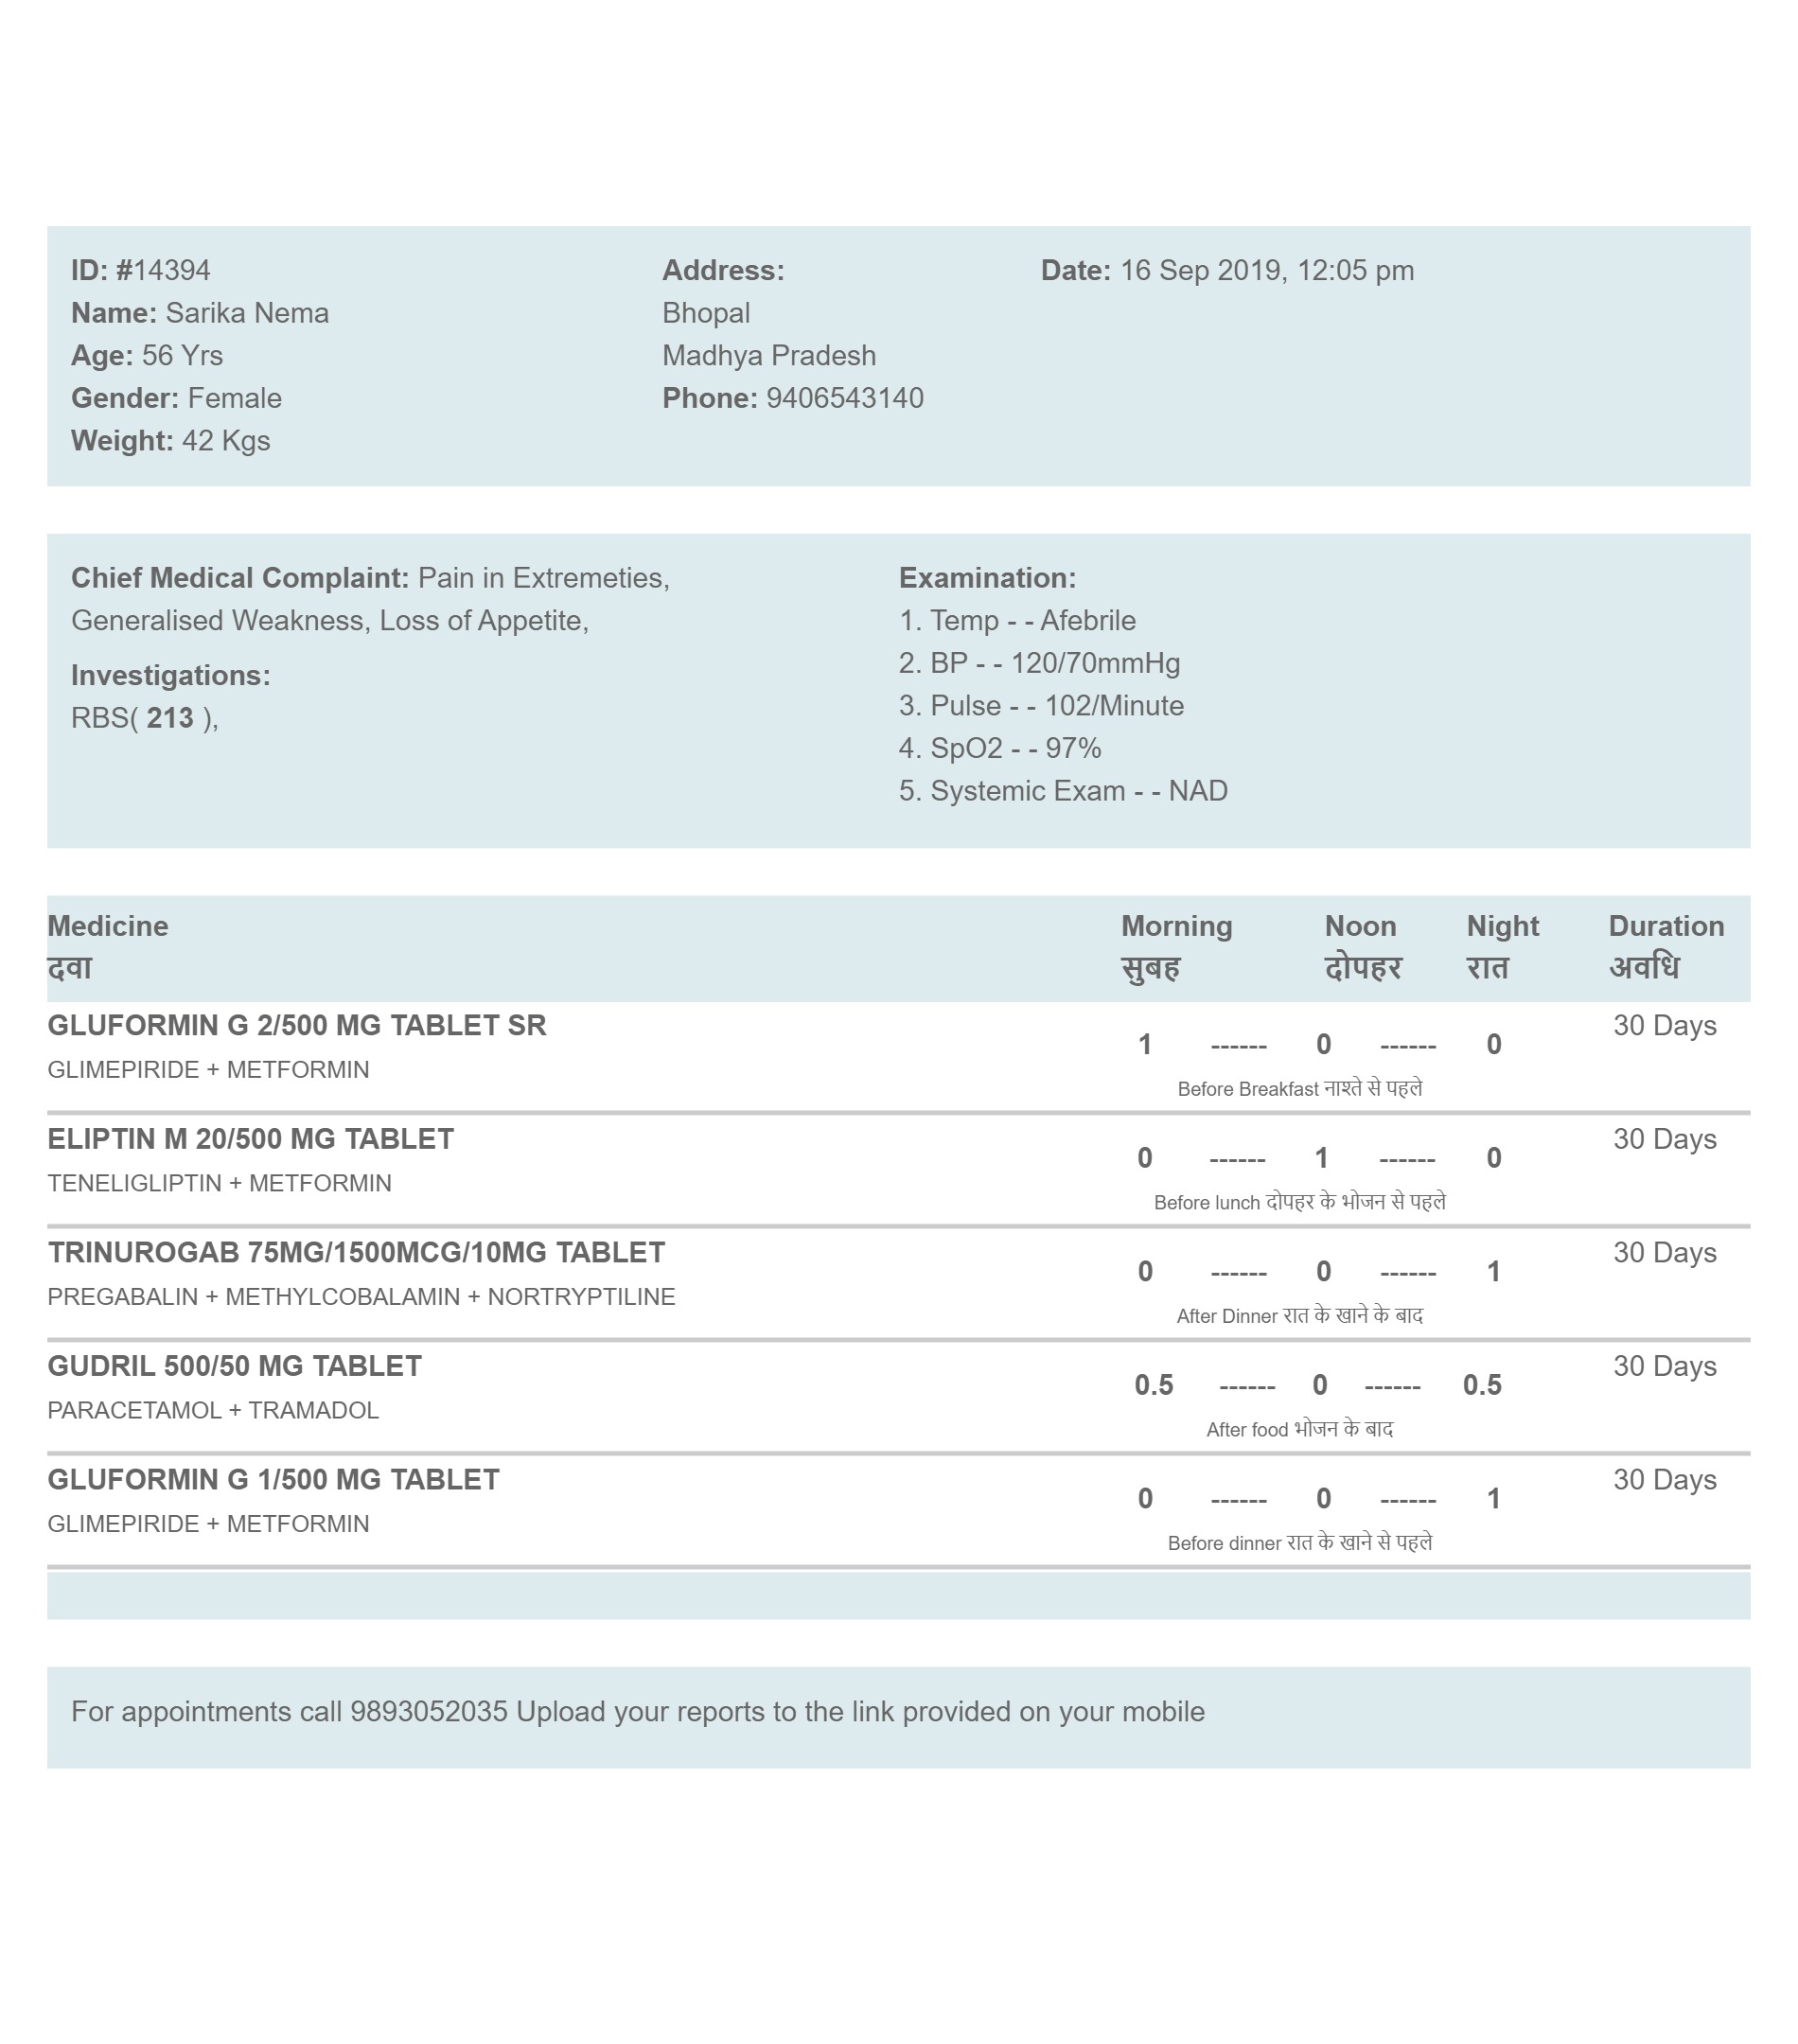 ID: #14394
Name: Sarika Nema
Age: 56 Yrs
Gender: Female
Weight: 42 Kgs
Address:
Bhopal
Madhya Pradesh
Phone: 9406543140
Date: 16 Sep 2019, 12:05 pm
Chief Medical Complaint: Pain in Extremeties,
Generalised Weakness, Loss of Appetite,
Investigations:
RBS( 213 ),
Examination:
1. Temp - - Afebrile
2. BP - - 120/70mmHg
3. Pulse - - 102/Minute
4. SpO2 - - 97%
5. Systemic Exam - - NAD
Medicine Morning Noon Night Duration
दवा सुबह दोपहर रात अवधि
GLUFORMIN G 2/500 MG TABLET SR 30 Days
1 ------ 0 ------ 0
GLIMEPIRIDE + METFORMIN
Before Breakfast नाश्ते से पहले
ELIPTIN M 20/500 MG TABLET 30 Days
0 ------ 1 ------ 0
TENELIGLIPTIN + METFORMIN
Before lunch दोपहर के भोजन से पहले
TRINUROGAB 75MG/1500MCG/10MG TABLET 30 Days
0 ------ 0 ------ 1
PREGABALIN + METHYLCOBALAMIN + NORTRYPTILINE
After Dinner रात के खाने के बाद
GUDRIL 500/50 MG TABLET 30 Days
0.5 ------ 0 ------ 0.5
PARACETAMOL + TRAMADOL
After food भोजन के बाद
GLUFORMIN G 1/500 MG TABLET 30 Days
0 ------ 0 ------ 1
GLIMEPIRIDE + METFORMIN
Before dinner रात के खाने से पहले
For appointments call 9893052035 Upload your reports to the link provided on your mobile